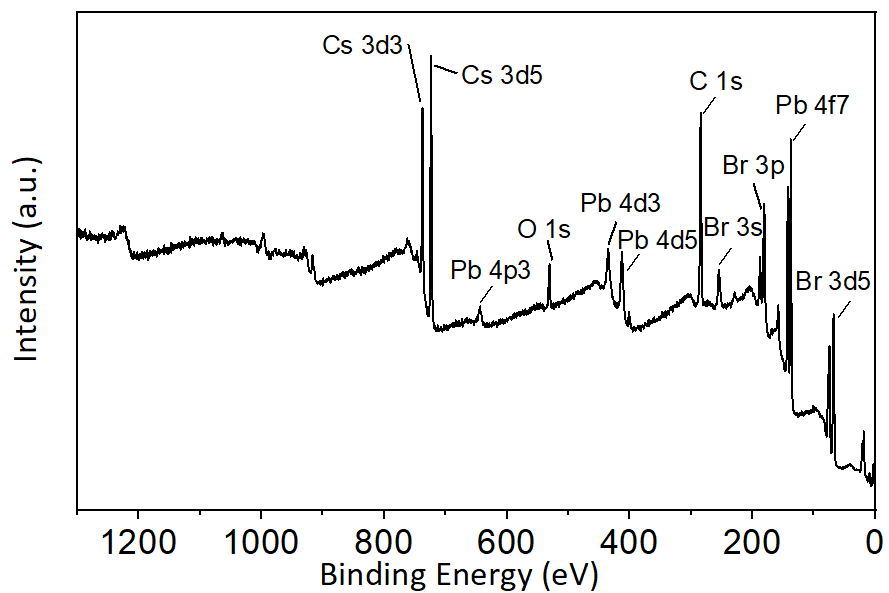 Cs 3d3
Cs 3d5
C 1s
Pb 4f7
Br 3p
Pb 4d3
O 1s
Br 3s
Pb 4d5
Pb 4p3
Br 3d5
Intensity (a.u.)
1200 1000 800 600 400 200 0
Binding Energy (eV)